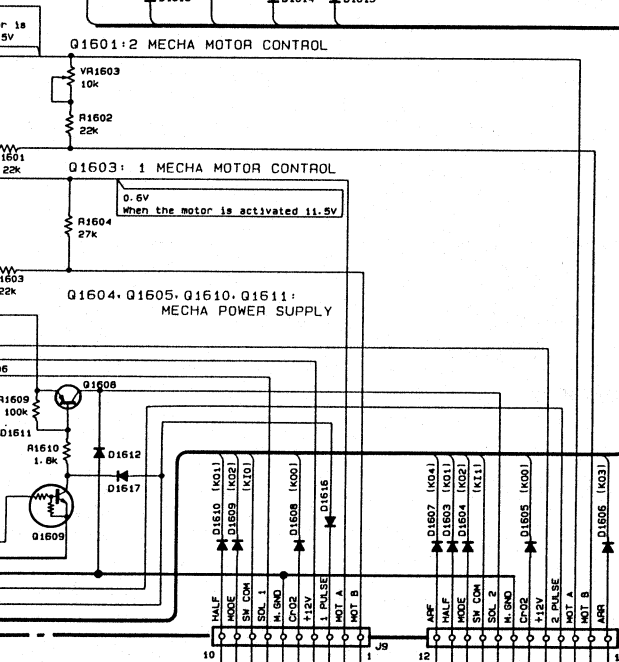 r is
5V
Q1601:2 MECHA MOTOR CONTROL
VR1603
10k
R1602
22k
1601
22k
Q1603: 1 MECHA MOTOR CONTROL
0.6V
When the motor is activated 11.5V
R1604
27k
1603
22k
Q1604, Q1605, Q1610, Q1611:
MECHA POWER SUPPLY
06
Q1608
R1609
100k
D1611
R1610
1.8k
D1612
D1617
Q1609
D1610 (KO1)
D1609 (KO2)
(KI0)
D1608 (KO0)
D1616
D1607 (KO4)
D1603 (KO1)
D1604 (KO2)
(KI1)
D1605 (KO0)
D1606 (KO3)
HALF
MODE
SW COM
SOL 1
M.GND
CrO2
+12V
1 PULSE
MOT A
MOT B
ARF
HALF
MODE
SW COM
SOL 2
M.GND
CrO2
+12V
2 PULSE
MOT A
MOT B
ARR
J9
10
1
12
1